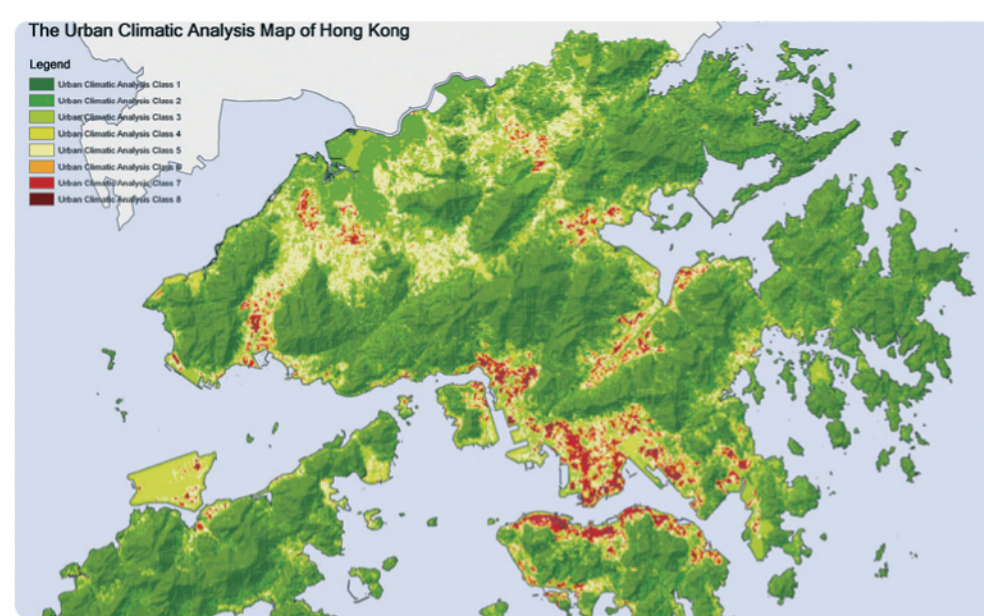 The Urban Climatic Analysis Map of Hong Kong
Legend
Urban Climatic Analysis Class 1
Urban Climatic Analysis Class 2
Urban Climatic Analysis Class 3
Urban Climatic Analysis Class 4
Urban Climatic Analysis Class 5
Urban Climatic Analysis Class 6
Urban Climatic Analysis Class 7
Urban Climatic Analysis Class 8